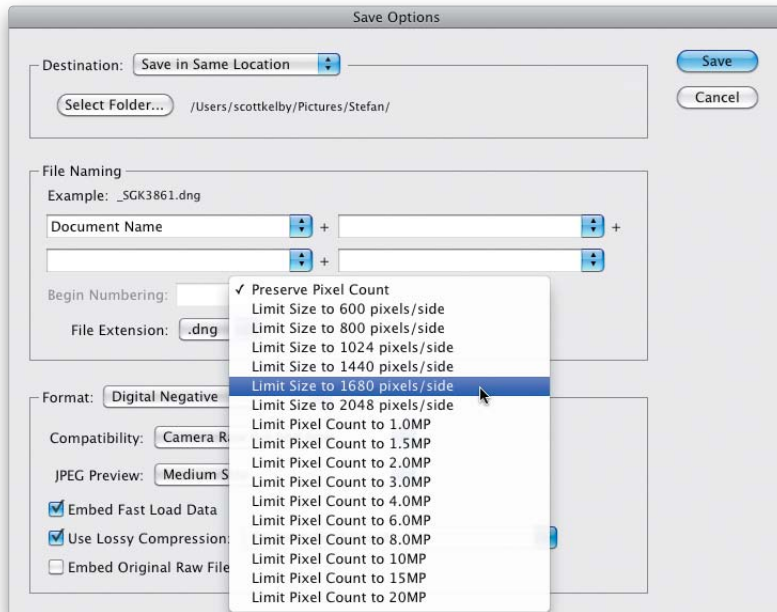 Save Options
Destination: Save in Same Location
Save
Select Folder... /Users/scottkelby/Pictures/Stefan/
Cancel
File Naming
Example: _SGK3861.dng
Document Name + +
+
Begin Numbering:
File Extension: .dng
✓ Preserve Pixel Count
Limit Size to 600 pixels/side
Limit Size to 800 pixels/side
Limit Size to 1024 pixels/side
Limit Size to 1440 pixels/side
Limit Size to 1680 pixels/side
Limit Size to 2048 pixels/side
Limit Pixel Count to 1.0MP
Limit Pixel Count to 1.5MP
Limit Pixel Count to 2.0MP
Limit Pixel Count to 3.0MP
Limit Pixel Count to 4.0MP
Limit Pixel Count to 6.0MP
Limit Pixel Count to 8.0MP
Limit Pixel Count to 10MP
Limit Pixel Count to 15MP
Limit Pixel Count to 20MP
Format: Digital Negative
Compatibility: Camera R
JPEG Preview: Medium S
Embed Fast Load Data
Use Lossy Compression:
Embed Original Raw File